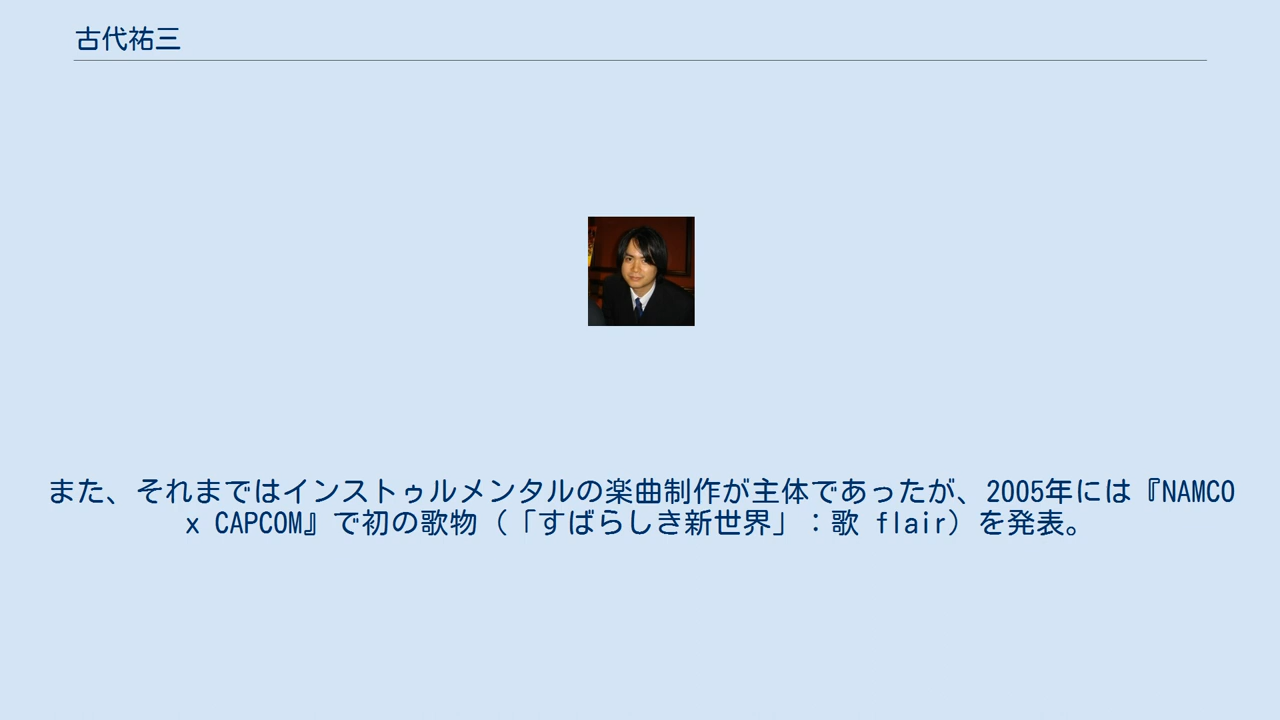 古代祐三
また、それまではインストゥルメンタルの楽曲制作が主体であったが、2005年には『NAMCO
x CAPCOM』で初の歌物（「すばらしき新世界」：歌 flair）を発表。